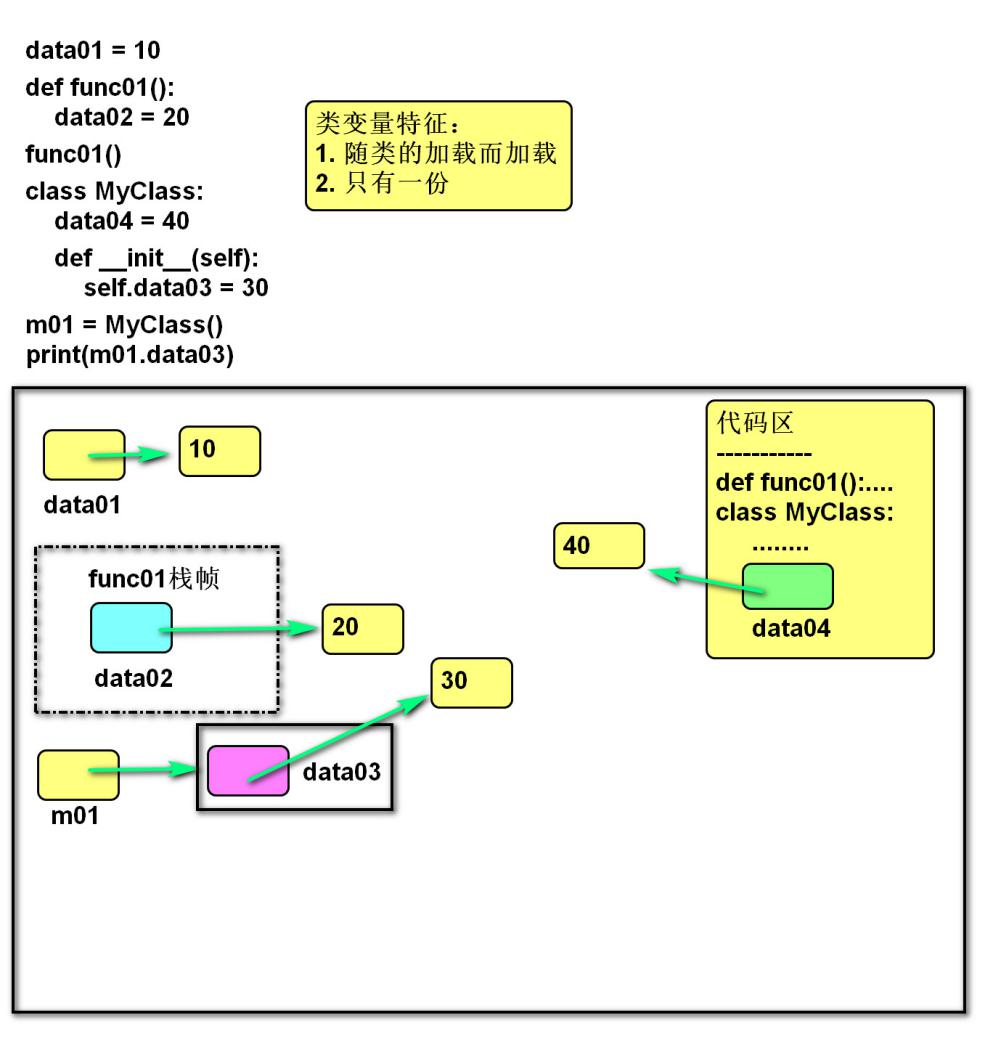 data01 = 10
def func01():
    data02 = 20
func01()
class MyClass:
    data04 = 40
    def __init__(self):
        self.data03 = 30
m01 = MyClass()
print(m01.data03)
类变量特征：
1. 随类的加载而加载
2. 只有一份
10
data01
代码区
-----------
def func01():....
class MyClass:
........
data04
40
func01栈帧
data02
20
30
data03
m01